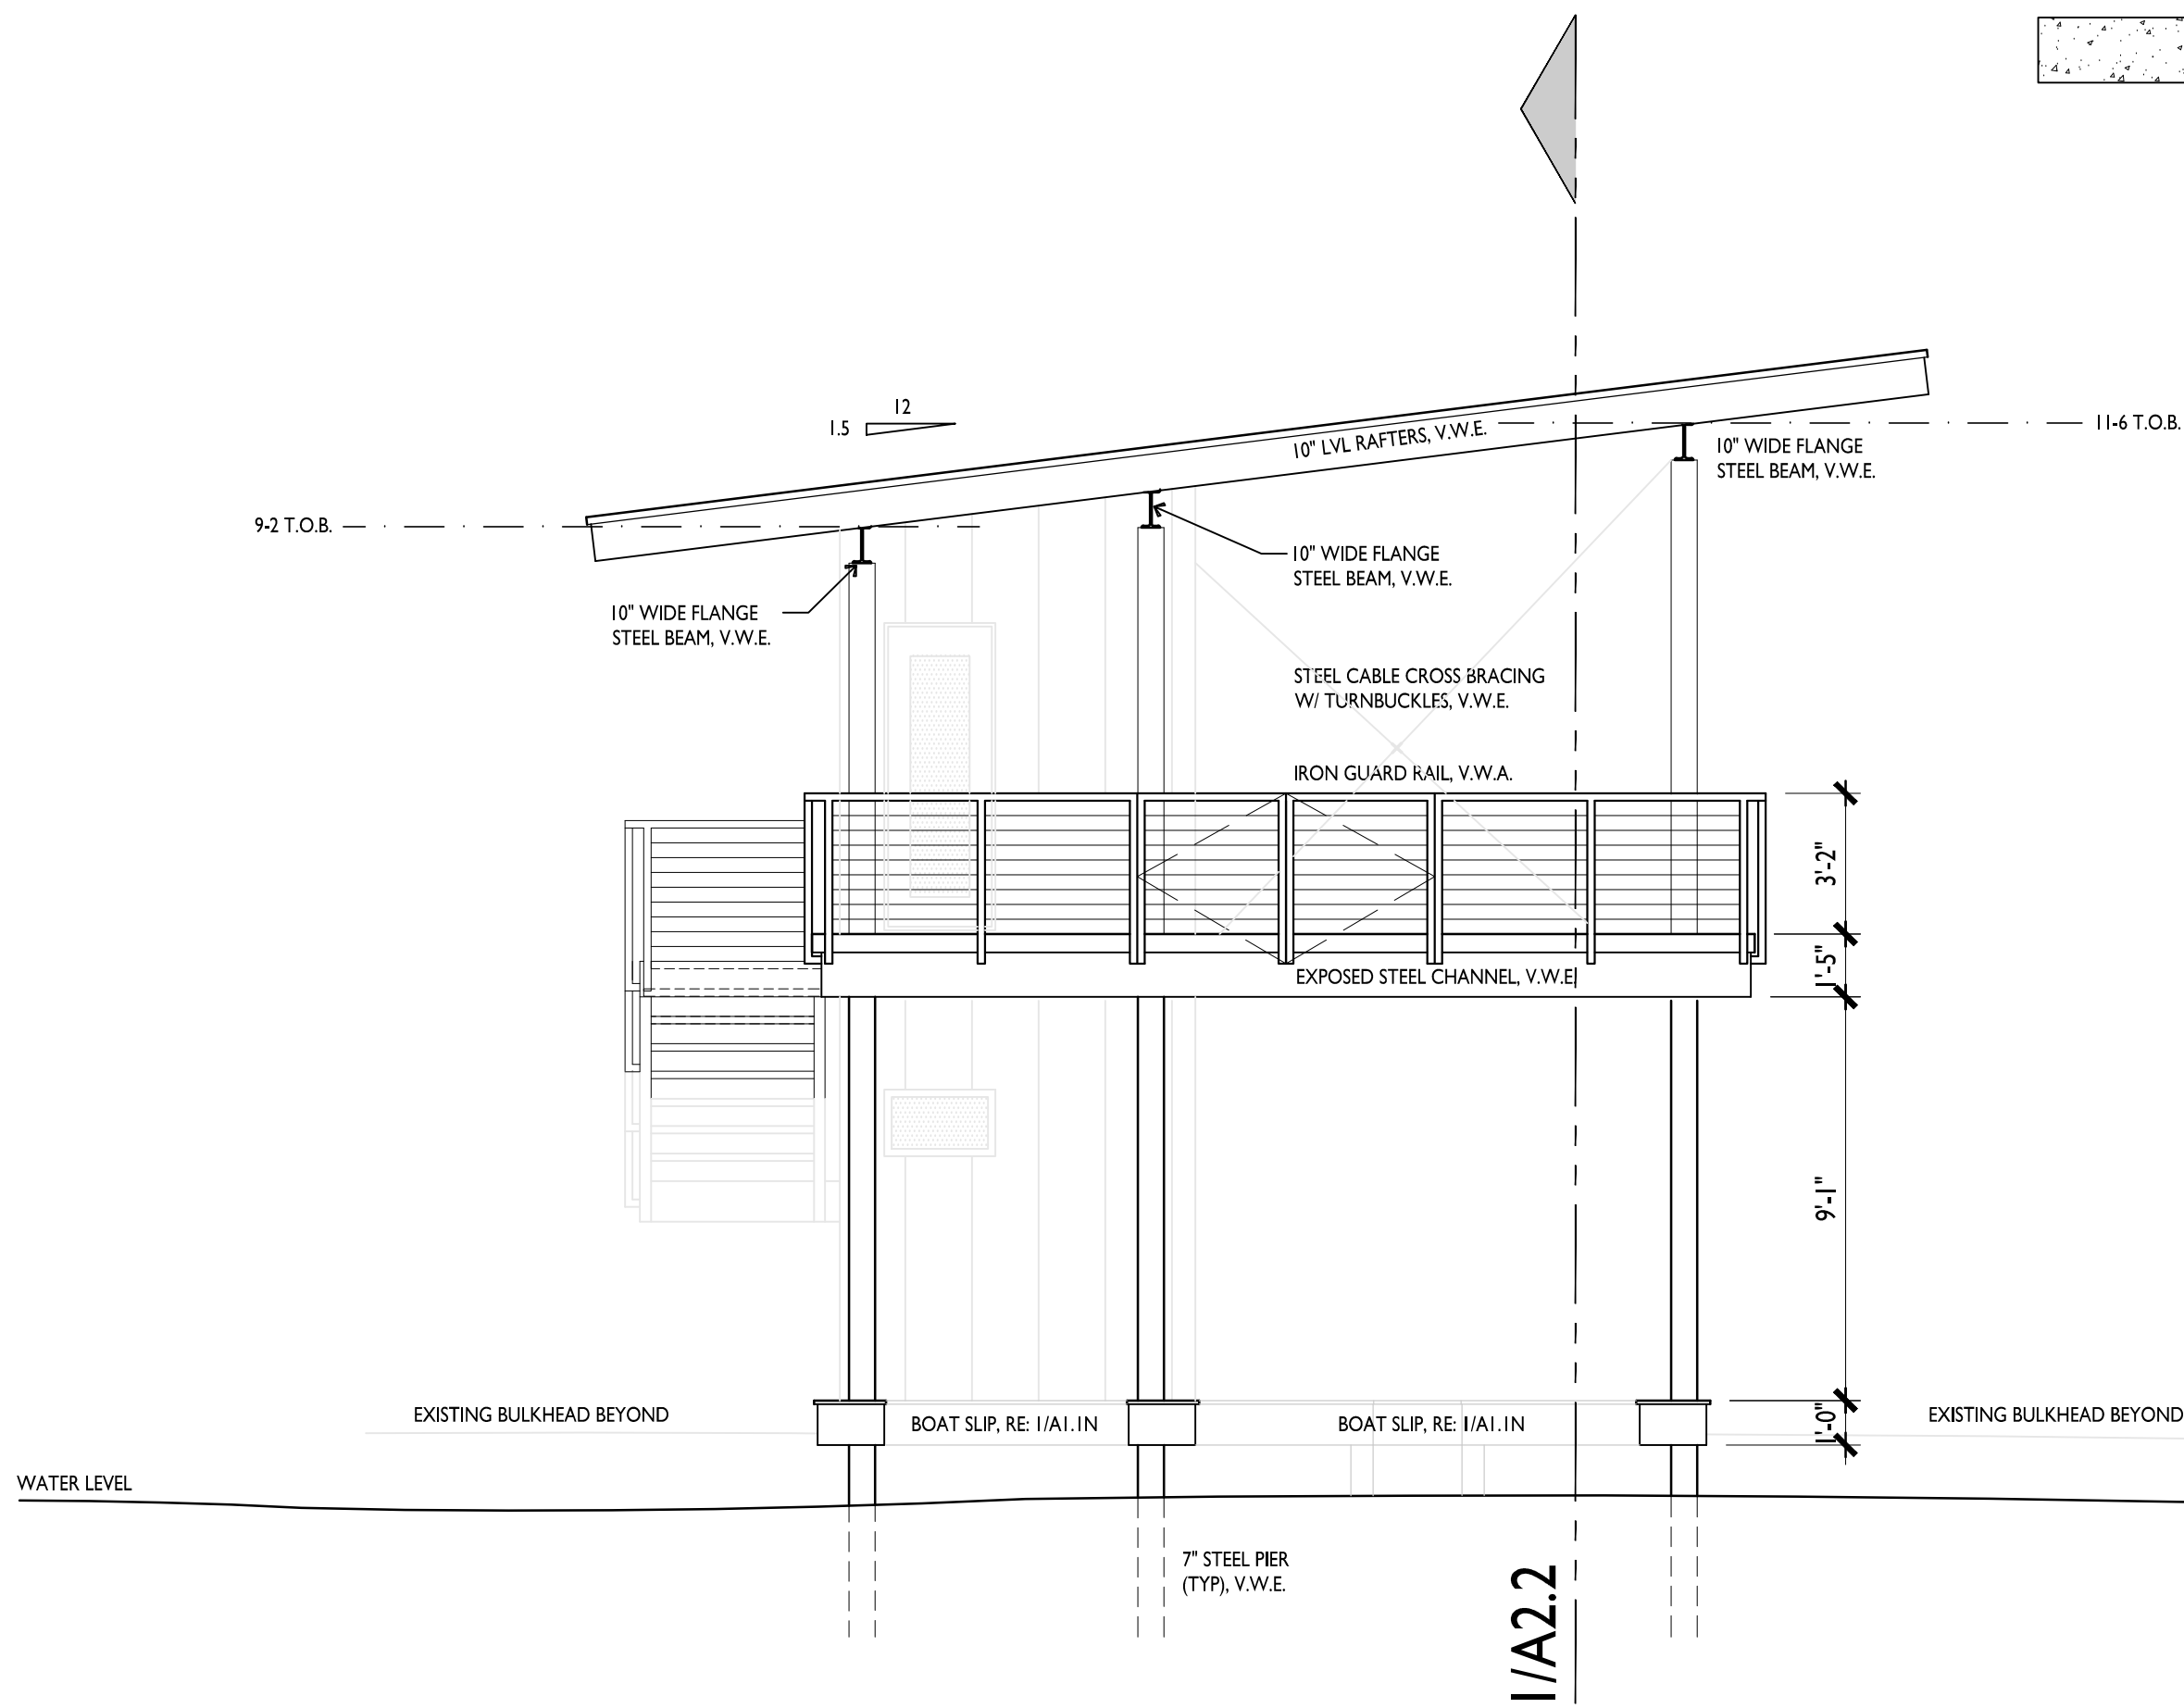 12
1.5
10" LVL RAFTERS, V.W.E.
11-6 T.O.B.
10" WIDE FLANGE
STEEL BEAM, V.W.E.
9-2 T.O.B.
10" WIDE FLANGE
STEEL BEAM, V.W.E.
10" WIDE FLANGE
STEEL BEAM, V.W.E.
STEEL CABLE CROSS BRACING
W/ TURNBUCKLES, V.W.E.
IRON GUARD RAIL, V.W.A.
3'-2"
1'-5"
EXPOSED STEEL CHANNEL, V.W.E.
9'-1"
EXISTING BULKHEAD BEYOND
BOAT SLIP, RE: 1/A1.1N
BOAT SLIP, RE: 1/A1.1N
1'-0"
EXISTING BULKHEAD BEYOND
WATER LEVEL
7" STEEL PIER
(TYP), V.W.E.
1/A2.2